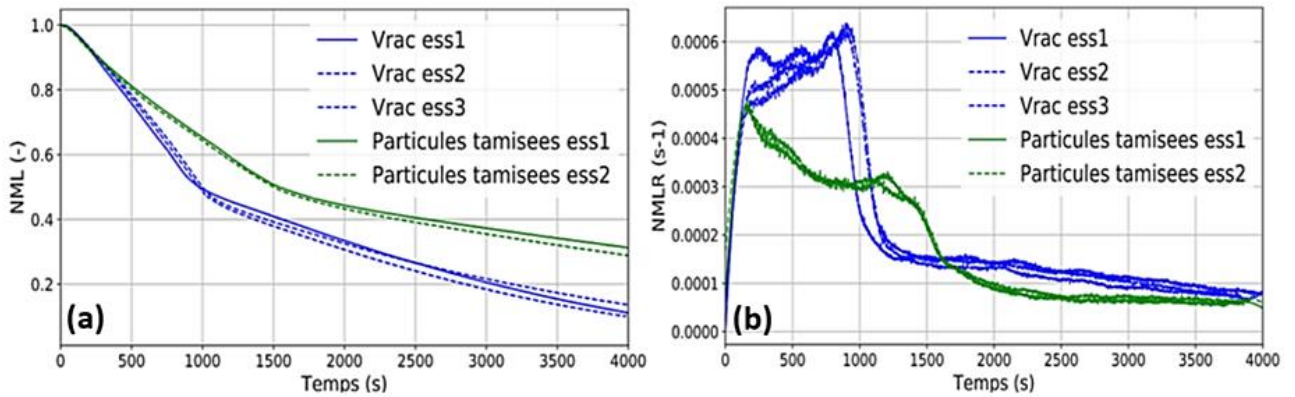 1.0
0.8
0.6
0.4
0.2
NML (-)
Vrac ess1
Vrac ess2
Vrac ess3
Particules tamisees ess1
Particules tamisees ess2
(a)
0 500 1000 1500 2000 2500 3000 3500 4000
Temps (s)
0.0006
0.0005
0.0004
0.0003
0.0002
0.0001
0.0000
NMLR (s-1)
Vrac ess1
Vrac ess2
Vrac ess3
Particules tamisees ess1
Particules tamisees ess2
(b)
0 500 1000 1500 2000 2500 3000 3500 4000
Temps (s)